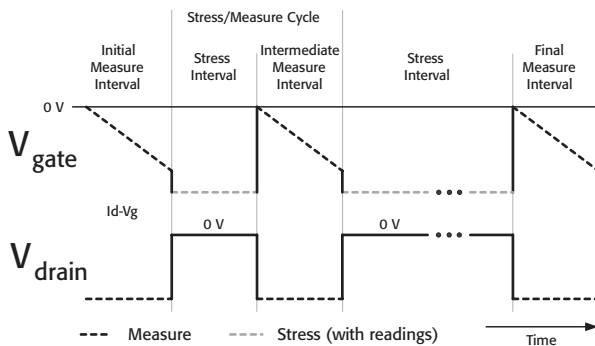 Stress/Measure Cycle
Initial
Measure
Interval
Stress
Interval
Intermediate
Measure
Interval
Stress
Interval
Final
Measure
Interval
0 V
Vgate
Id-Vg
0 V
0 V
Vdrain
Measure
Stress (with readings)
Time